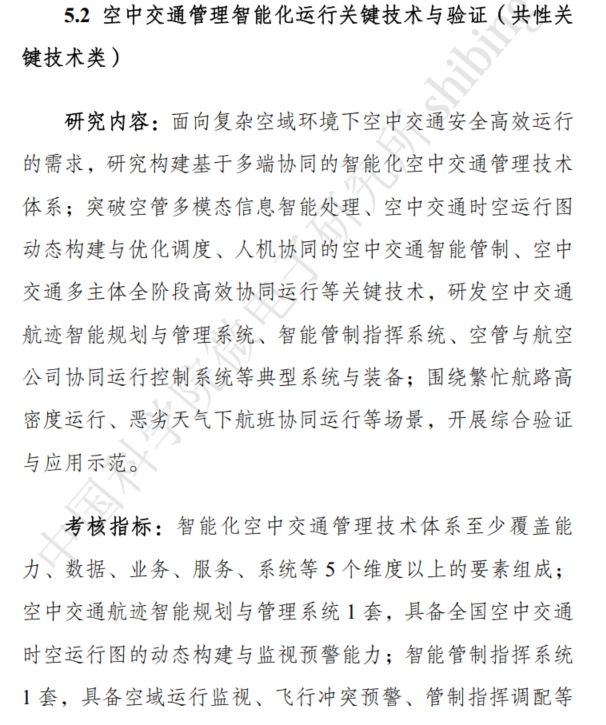 5.2 空中交通管理智能化运行关键技术与验证（共性关
键技术类）
研究内容：面向复杂空域环境下空中交通安全高效运行
的需求，研究构建基于多端协同的智能化空中交通管理技术
体系；突破空管多模态信息智能处理、空中交通时空运行图
动态构建与优化调度、人机协同的空中交通智能管制、空中
交通多主体全阶段高效协同运行等关键技术，研发空中交通
航迹智能规划与管理系统、智能管制指挥系统、空管与航空
公司协同运行控制系统等典型系统与装备；围绕繁忙航路高
密度运行、恶劣天气下航班协同运行等场景，开展综合验证
与应用示范。
考核指标：智能化空中交通管理技术体系至少覆盖能
力、数据、业务、服务、系统等 5 个维度以上的要素组成；
空中交通航迹智能规划与管理系统 1 套，具备全国空中交通
时空运行图的动态构建与监视预警能力；智能管制指挥系统
1 套，具备空域运行监视、飞行冲突预警、管制指挥调配等
中国科学院微电子研究所 shibing